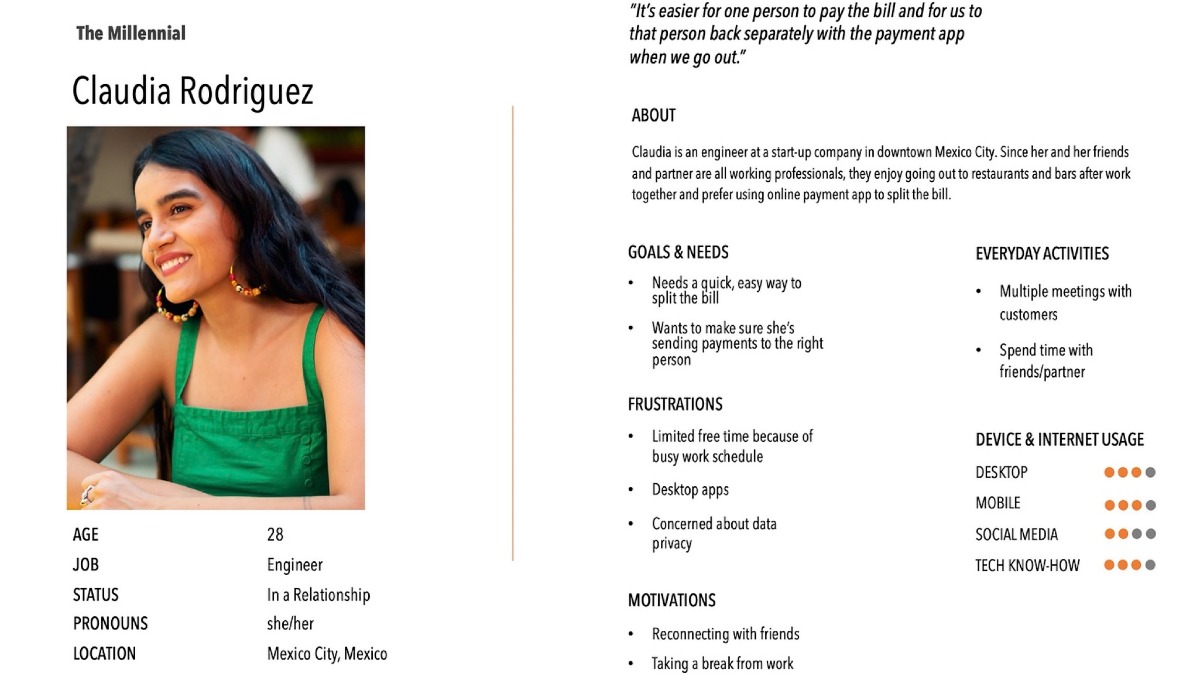 The Millennial
Claudia Rodriguez
AGE 28
JOB Engineer
STATUS In a Relationship
PRONOUNS she/her
LOCATION Mexico City, Mexico
“It’s easier for one person to pay the bill and for us to
that person back separately with the payment app
when we go out.”
ABOUT
Claudia is an engineer at a start-up company in downtown Mexico City. Since her and her friends
and partner are all working professionals, they enjoy going out to restaurants and bars after work
together and prefer using online payment app to split the bill.
GOALS & NEEDS
• Needs a quick, easy way to
split the bill
• Wants to make sure she’s
sending payments to the right
person
FRUSTRATIONS
• Limited free time because of
busy work schedule
• Desktop apps
• Concerned about data
privacy
MOTIVATIONS
• Reconnecting with friends
• Taking a break from work
EVERYDAY ACTIVITIES
• Multiple meetings with
customers
• Spend time with
friends/partner
DEVICE & INTERNET USAGE
DESKTOP
MOBILE
SOCIAL MEDIA
TECH KNOW-HOW